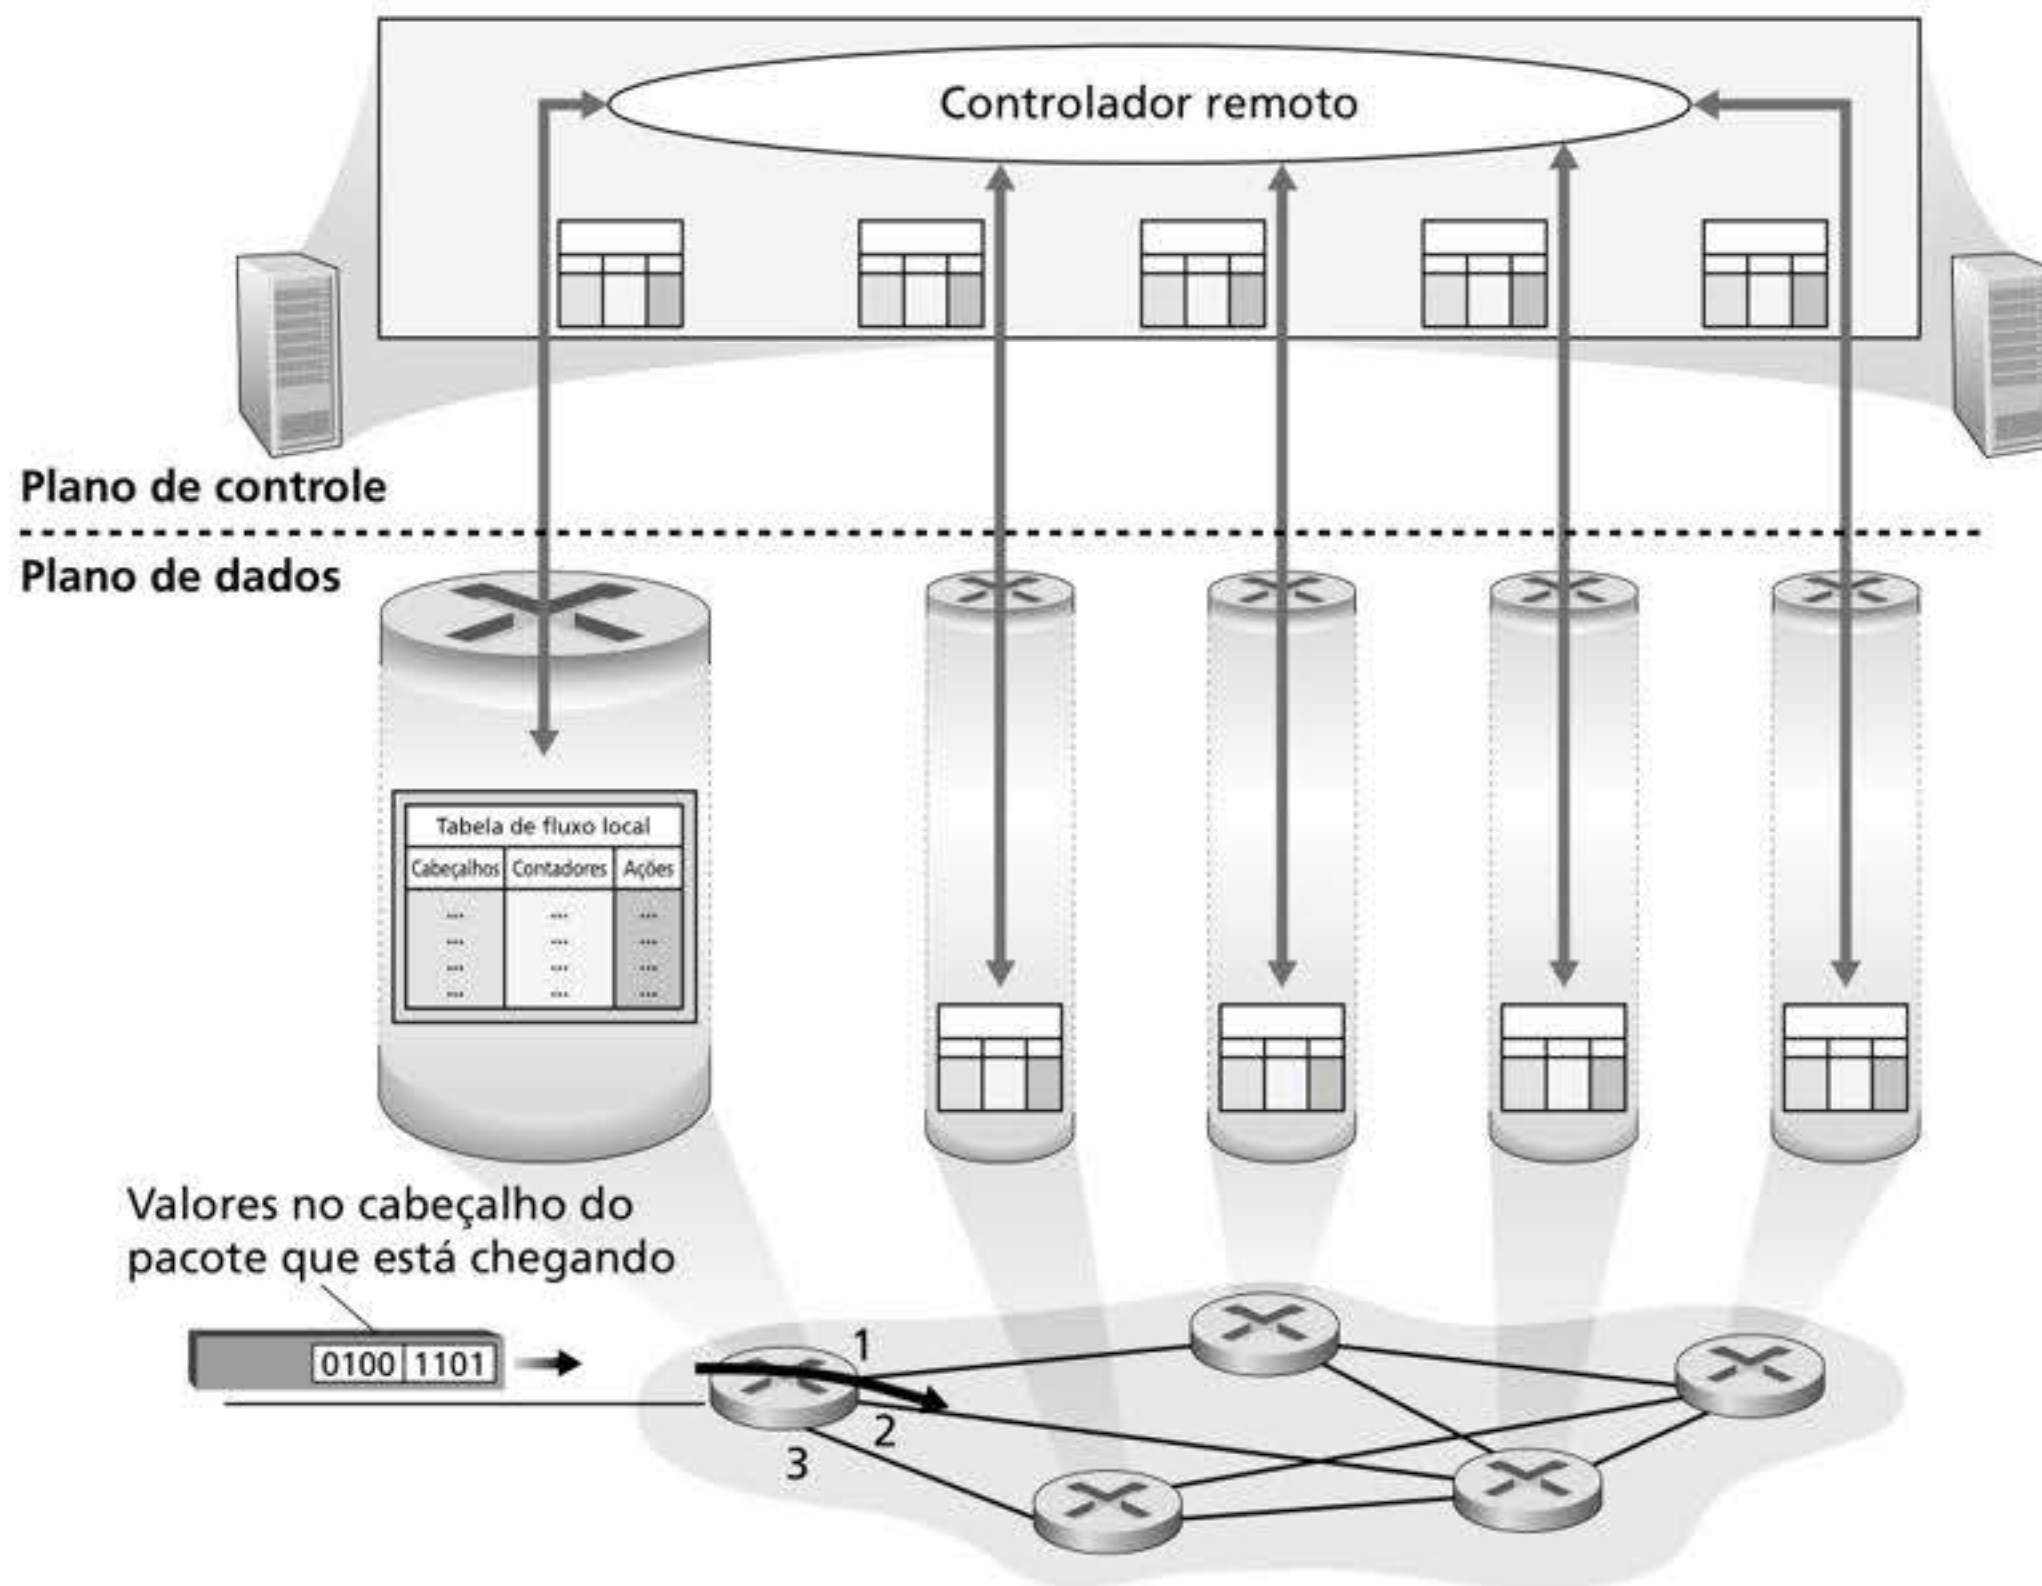 Controlador remoto
Plano de controle
Plano de dados
Tabela de fluxo local
Cabeçalhos Contadores Ações
... ... ...
... ... ...
... ... ...
... ... ...
Valores no cabeçalho do
pacote que está chegando
0100 1101
1
2
3